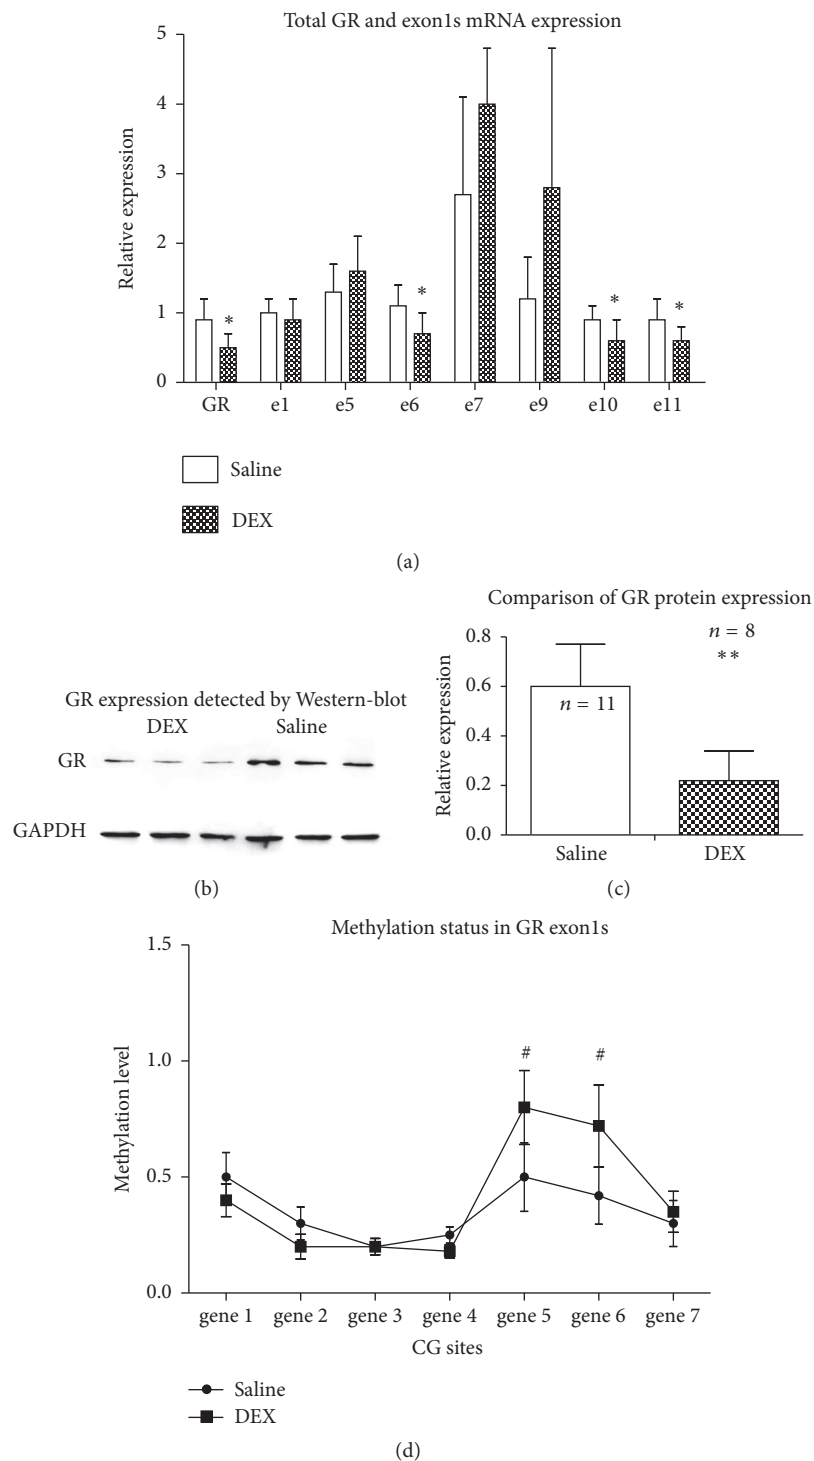 Total GR and exon1s mRNA expression
5
4
3
2
1
0
Relative expression
* * * *
GR e1 e5 e6 e7 e9 e10 e11
Saline
DEX
(a)
GR expression detected by Western-blot
DEX Saline
GR
GAPDH
(b)
Comparison of GR protein expression
0.8
0.6
0.4
0.2
0.0
Relative expression
n = 8
**
n = 11
Saline DEX
(c)
Methylation status in GR exon1s
1.5
1.0
0.5
0.0
Methylation level
# #
gene 1 gene 2 gene 3 gene 4 gene 5 gene 6 gene 7
CG sites
Saline
DEX
(d)